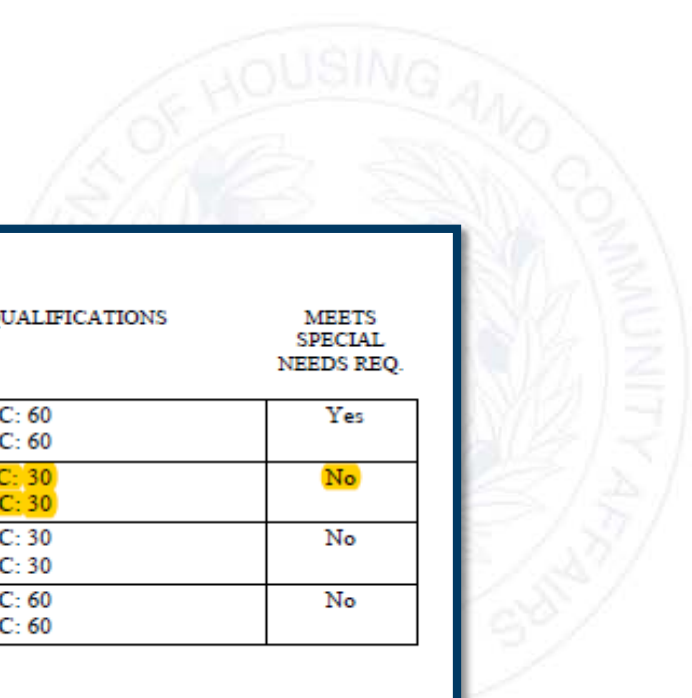 ENT OF HOUSING AND COMMUNITY AFFAIRS
UALIFICATIONS
MEETS
SPECIAL
NEEDS REQ.
C: 60
C: 60
Yes
C: 30
C: 30
No
C: 30
C: 30
No
C: 60
C: 60
No